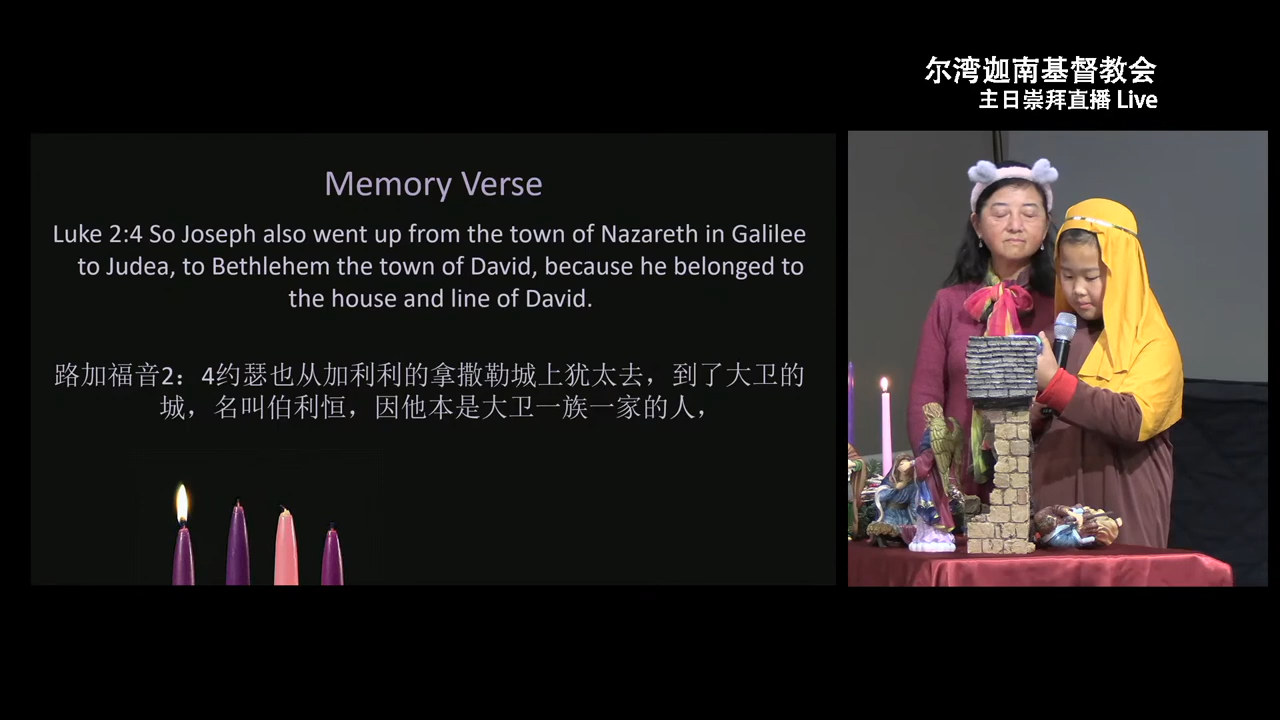 尔湾迦南基督教会
主日崇拜直播 Live
Memory Verse
Luke 2:4 So Joseph also went up from the town of Nazareth in Galilee
to Judea, to Bethlehem the town of David, because he belonged to
the house and line of David.
路加福音2：4约瑟也从加利利的拿撒勒城上犹太去，到了大卫的
城，名叫伯利恒，因他本是大卫一族一家的人，